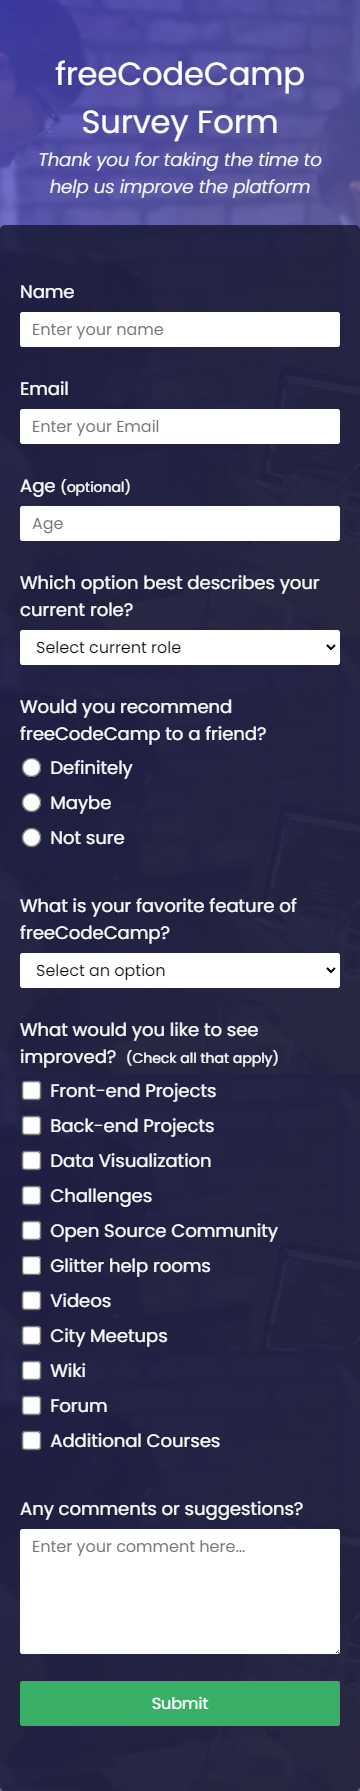 freeCodeCamp
Survey Form
Thank you for taking the time to
help us improve the platform
Name
Enter your name
Email
Enter your Email
Age (optional)
Age
Which option best describes your
current role?
Select current role
Would you recommend
freeCodeCamp to a friend?
Definitely
Maybe
Not sure
What is your favorite feature of
freeCodeCamp?
Select an option
What would you like to see
improved? (Check all that apply)
Front-end Projects
Back-end Projects
Data Visualization
Challenges
Open Source Community
Glitter help rooms
Videos
City Meetups
Wiki
Forum
Additional Courses
Any comments or suggestions?
Enter your comment here...
Submit